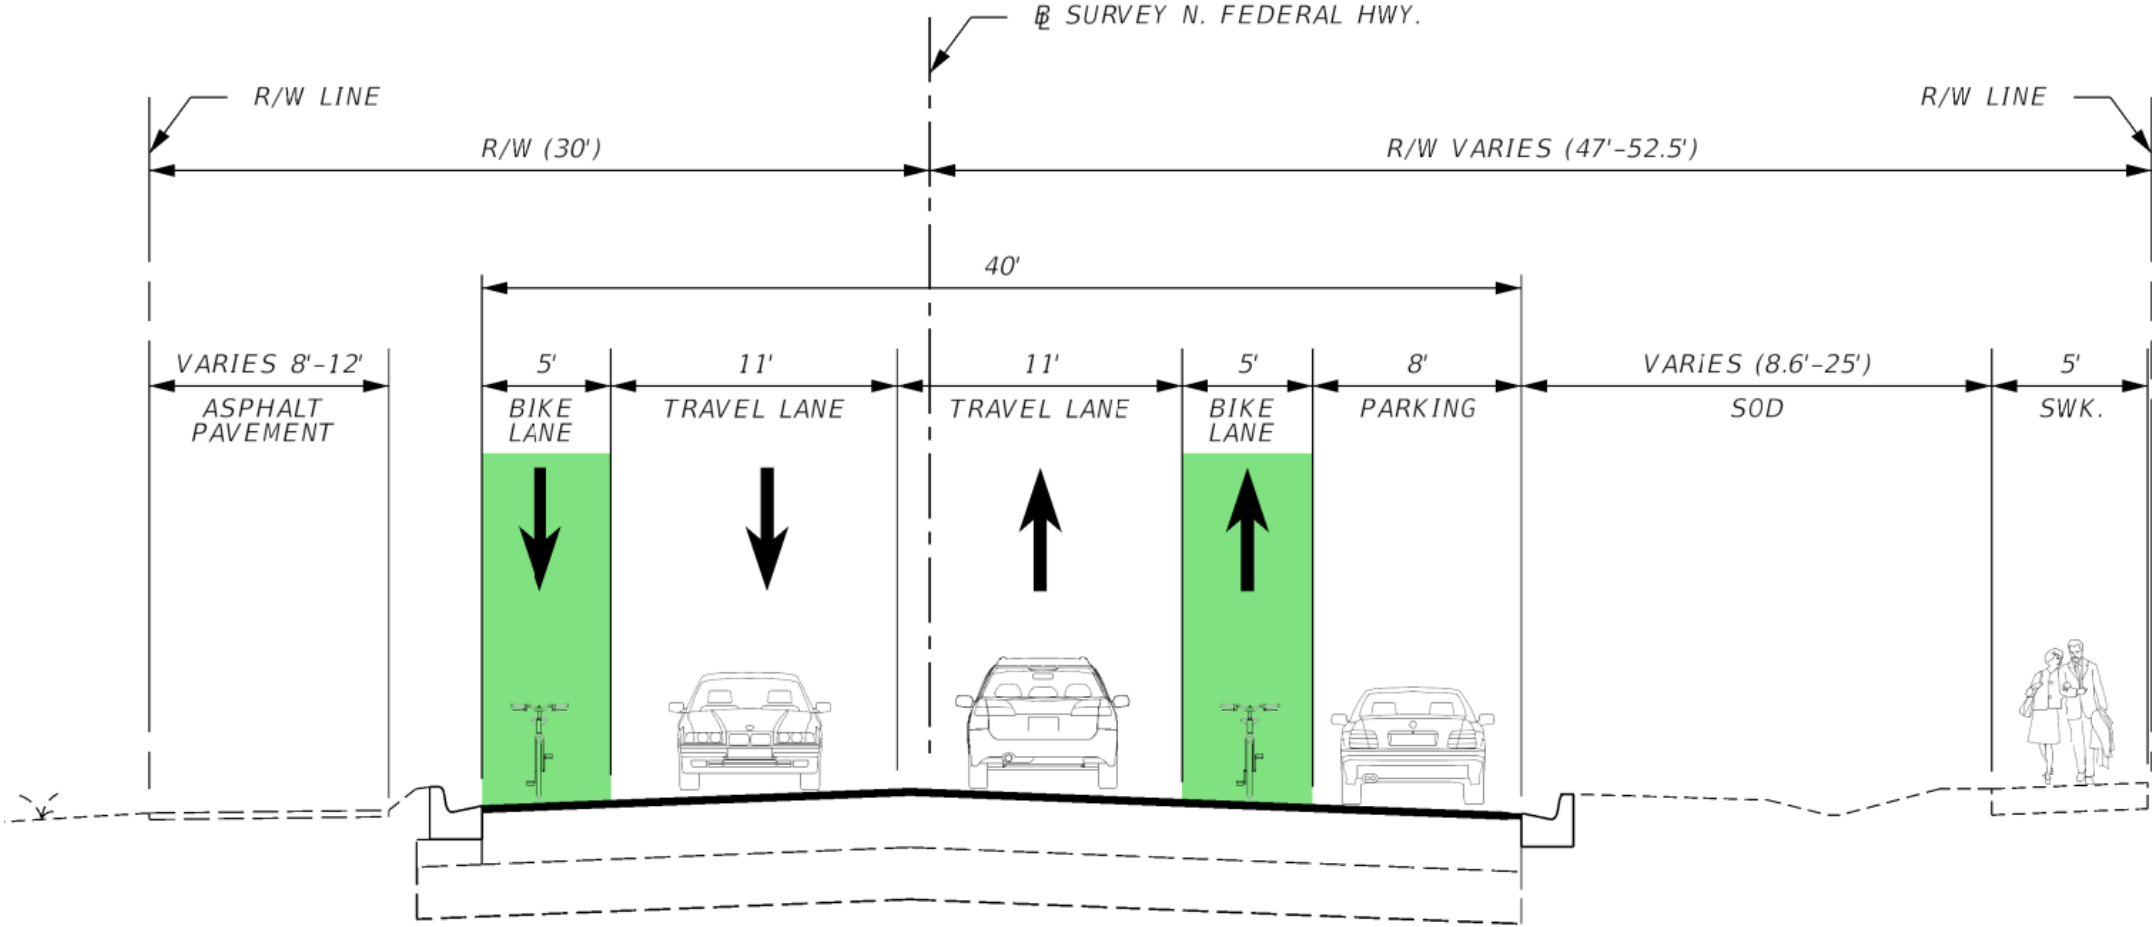 ℄ SURVEY N. FEDERAL HWY.
R/W LINE
R/W LINE
R/W (30')
R/W VARIES (47'-52.5')
40'
VARIES 8'-12'
5'
11'
11'
5'
8'
VARIES (8.6'-25')
5'
ASPHALT
PAVEMENT
BIKE
LANE
TRAVEL LANE
TRAVEL LANE
BIKE
LANE
PARKING
SOD
SWK.